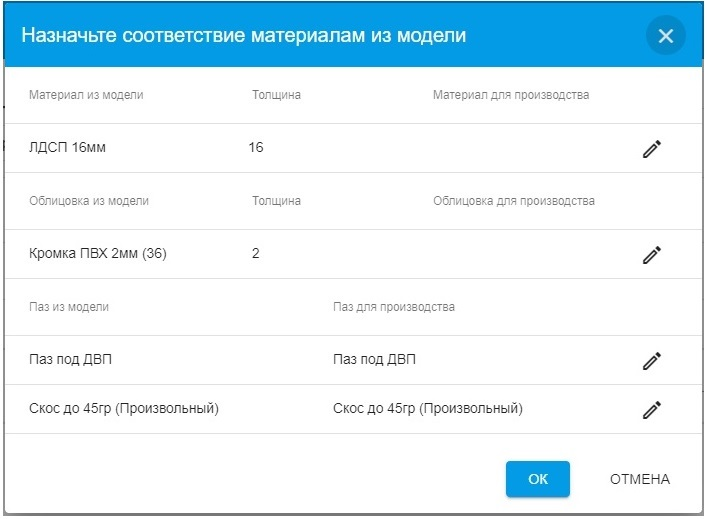 Назначьте соответствие материалам из модели
Материал из модели Толщина Материал для производства
ЛДСП 16мм 16
Облицовка из модели Толщина Облицовка для производства
Кромка ПВХ 2мм (36) 2
Паз из модели Паз для производства
Паз под ДВП Паз под ДВП
Скос до 45гр (Произвольный) Скос до 45гр (Произвольный)
ОК ОТМЕНА